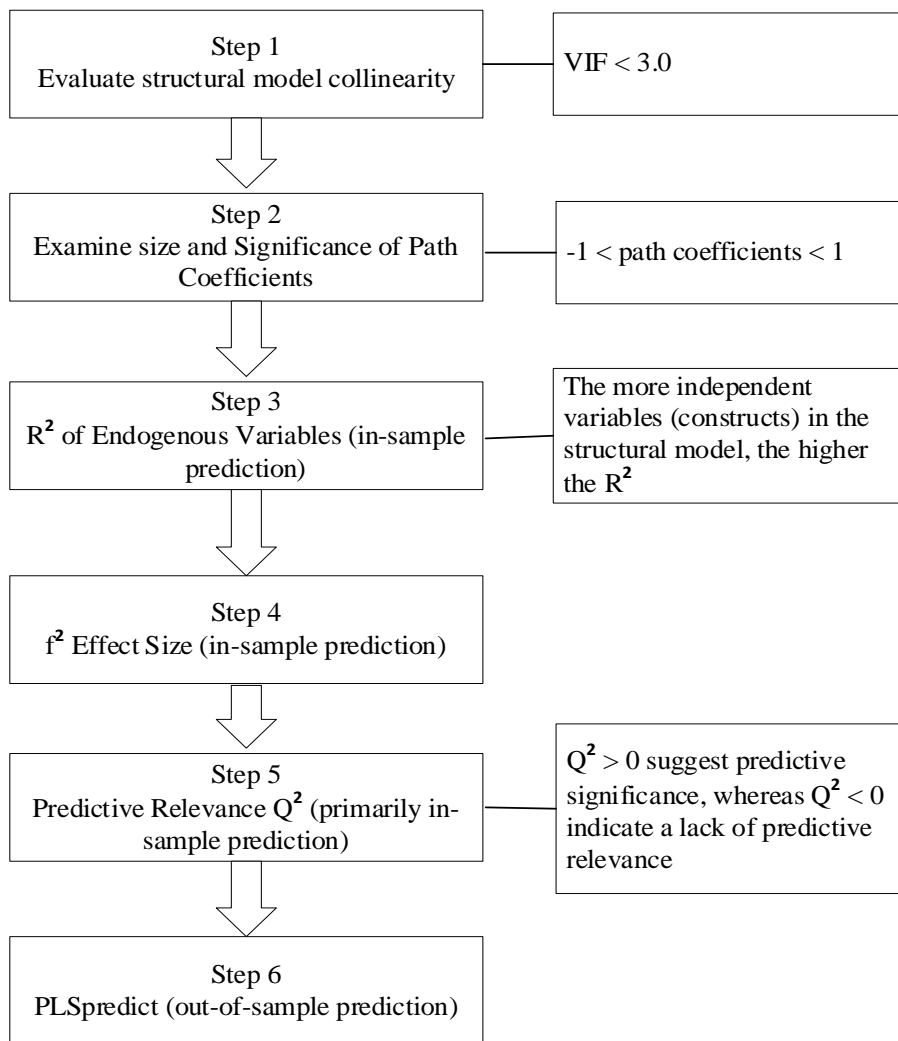 Step 1
Evaluate structural model collinearity
VIF < 3.0
Step 2
Examine size and Significance of Path
Coefficients
-1 < path coefficients < 1
Step 3
R² of Endogenous Variables (in-sample
prediction)
The more independent
variables (constructs) in the
structural model, the higher
the R²
Step 4
f² Effect Size (in-sample prediction)
Step 5
Predictive Relevance Q² (primarily in-
sample prediction)
Q² > 0 suggest predictive
significance, whereas Q² < 0
indicate a lack of predictive
relevance
Step 6
PLSpredict (out-of-sample prediction)